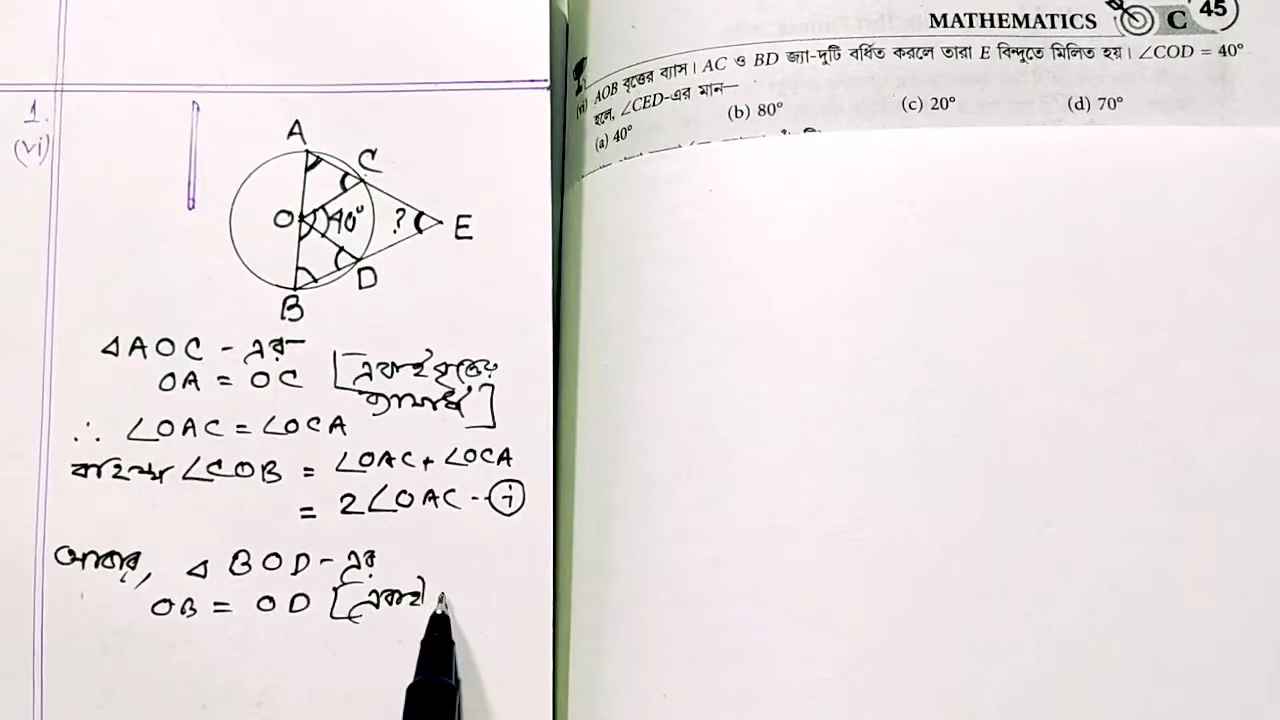 1.
(vi)
A
C
O 40° ? E
D
B
ΔAOC - এর
OA = OC [একই বৃত্তের
ব্যাসার্ধ]
∴ ∠OAC = ∠OCA
বহিঃস্থ ∠COB = ∠OAC + ∠OCA
= 2∠OAC - (i)
আবার, Δ BOD - এর
OB = OD [একই
MATHEMATICS C 45
(vi) AOB বৃত্তের ব্যাস। AC ও BD জ্যা-দুটি বর্ধিত করলে তারা E বিন্দুতে মিলিত হয়। ∠COD = 40°
হলে, ∠CED-এর মান—
(a) 40° (b) 80° (c) 20° (d) 70°